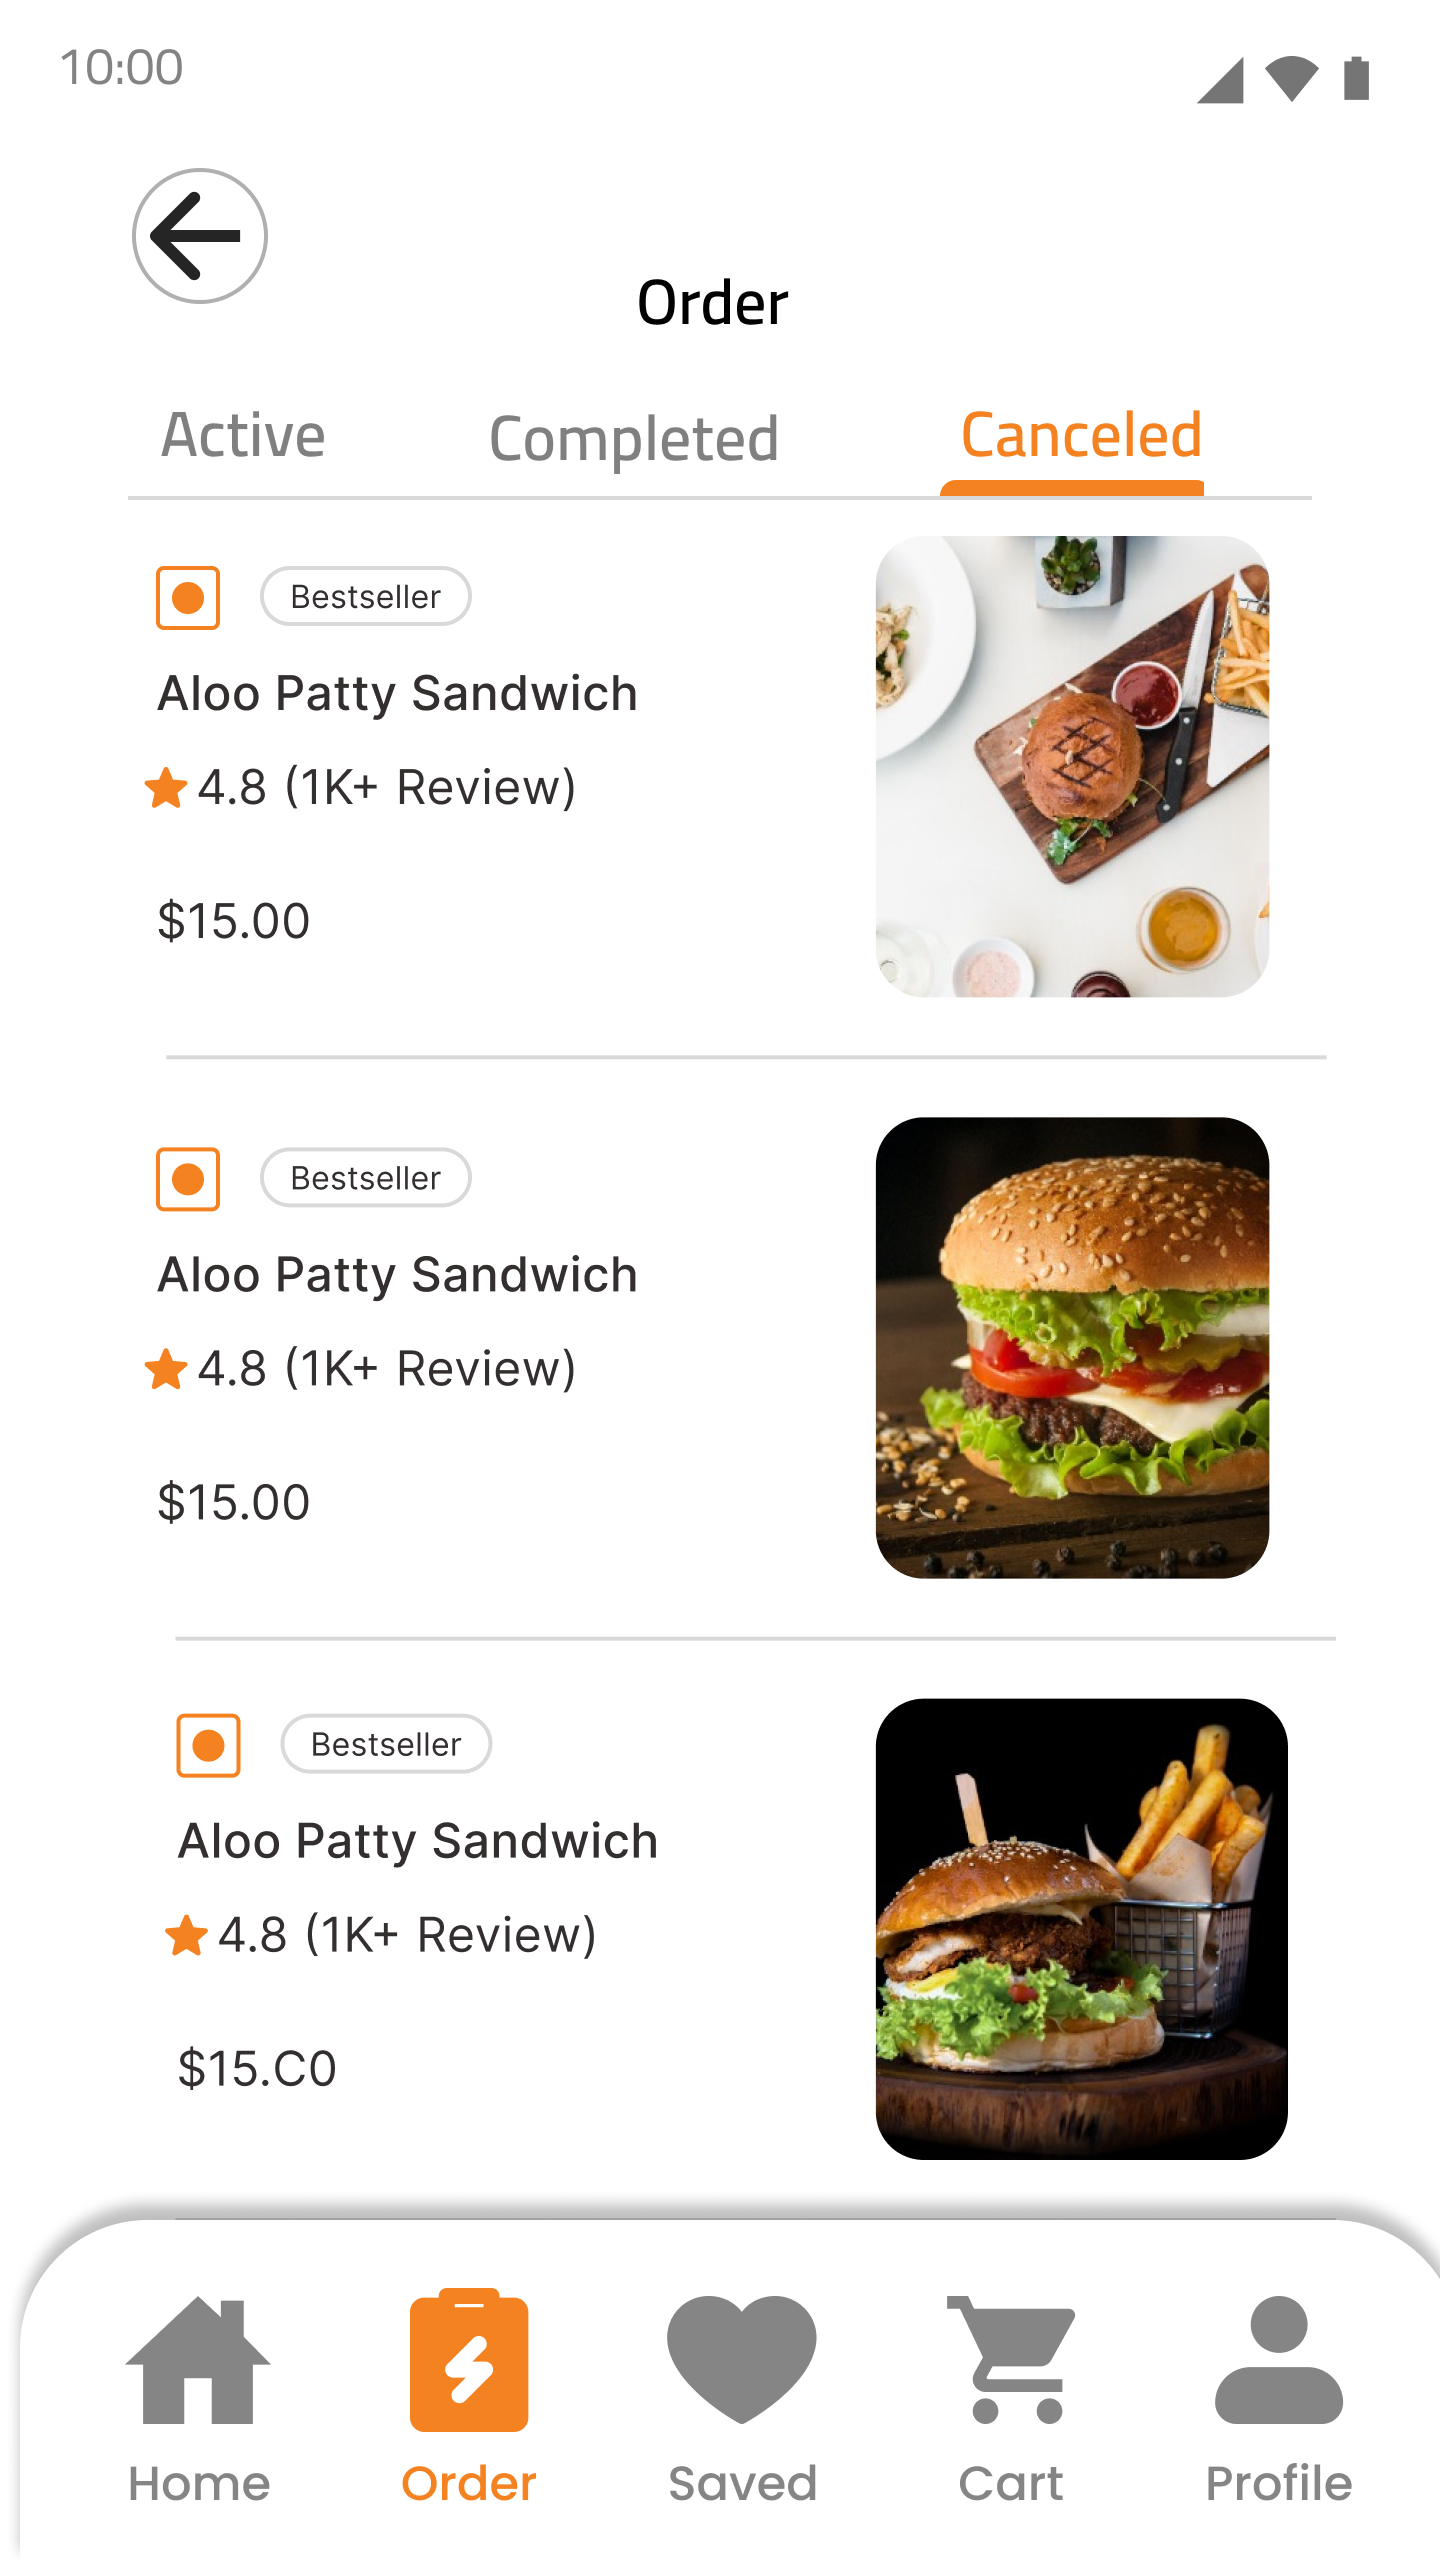 10:00
Order
Active Completed Canceled
Bestseller
Aloo Patty Sandwich
4.8 (1K+ Review)
$15.00
Bestseller
Aloo Patty Sandwich
4.8 (1K+ Review)
$15.00
Bestseller
Aloo Patty Sandwich
4.8 (1K+ Review)
$15.C0
Home Order Saved Cart Profile